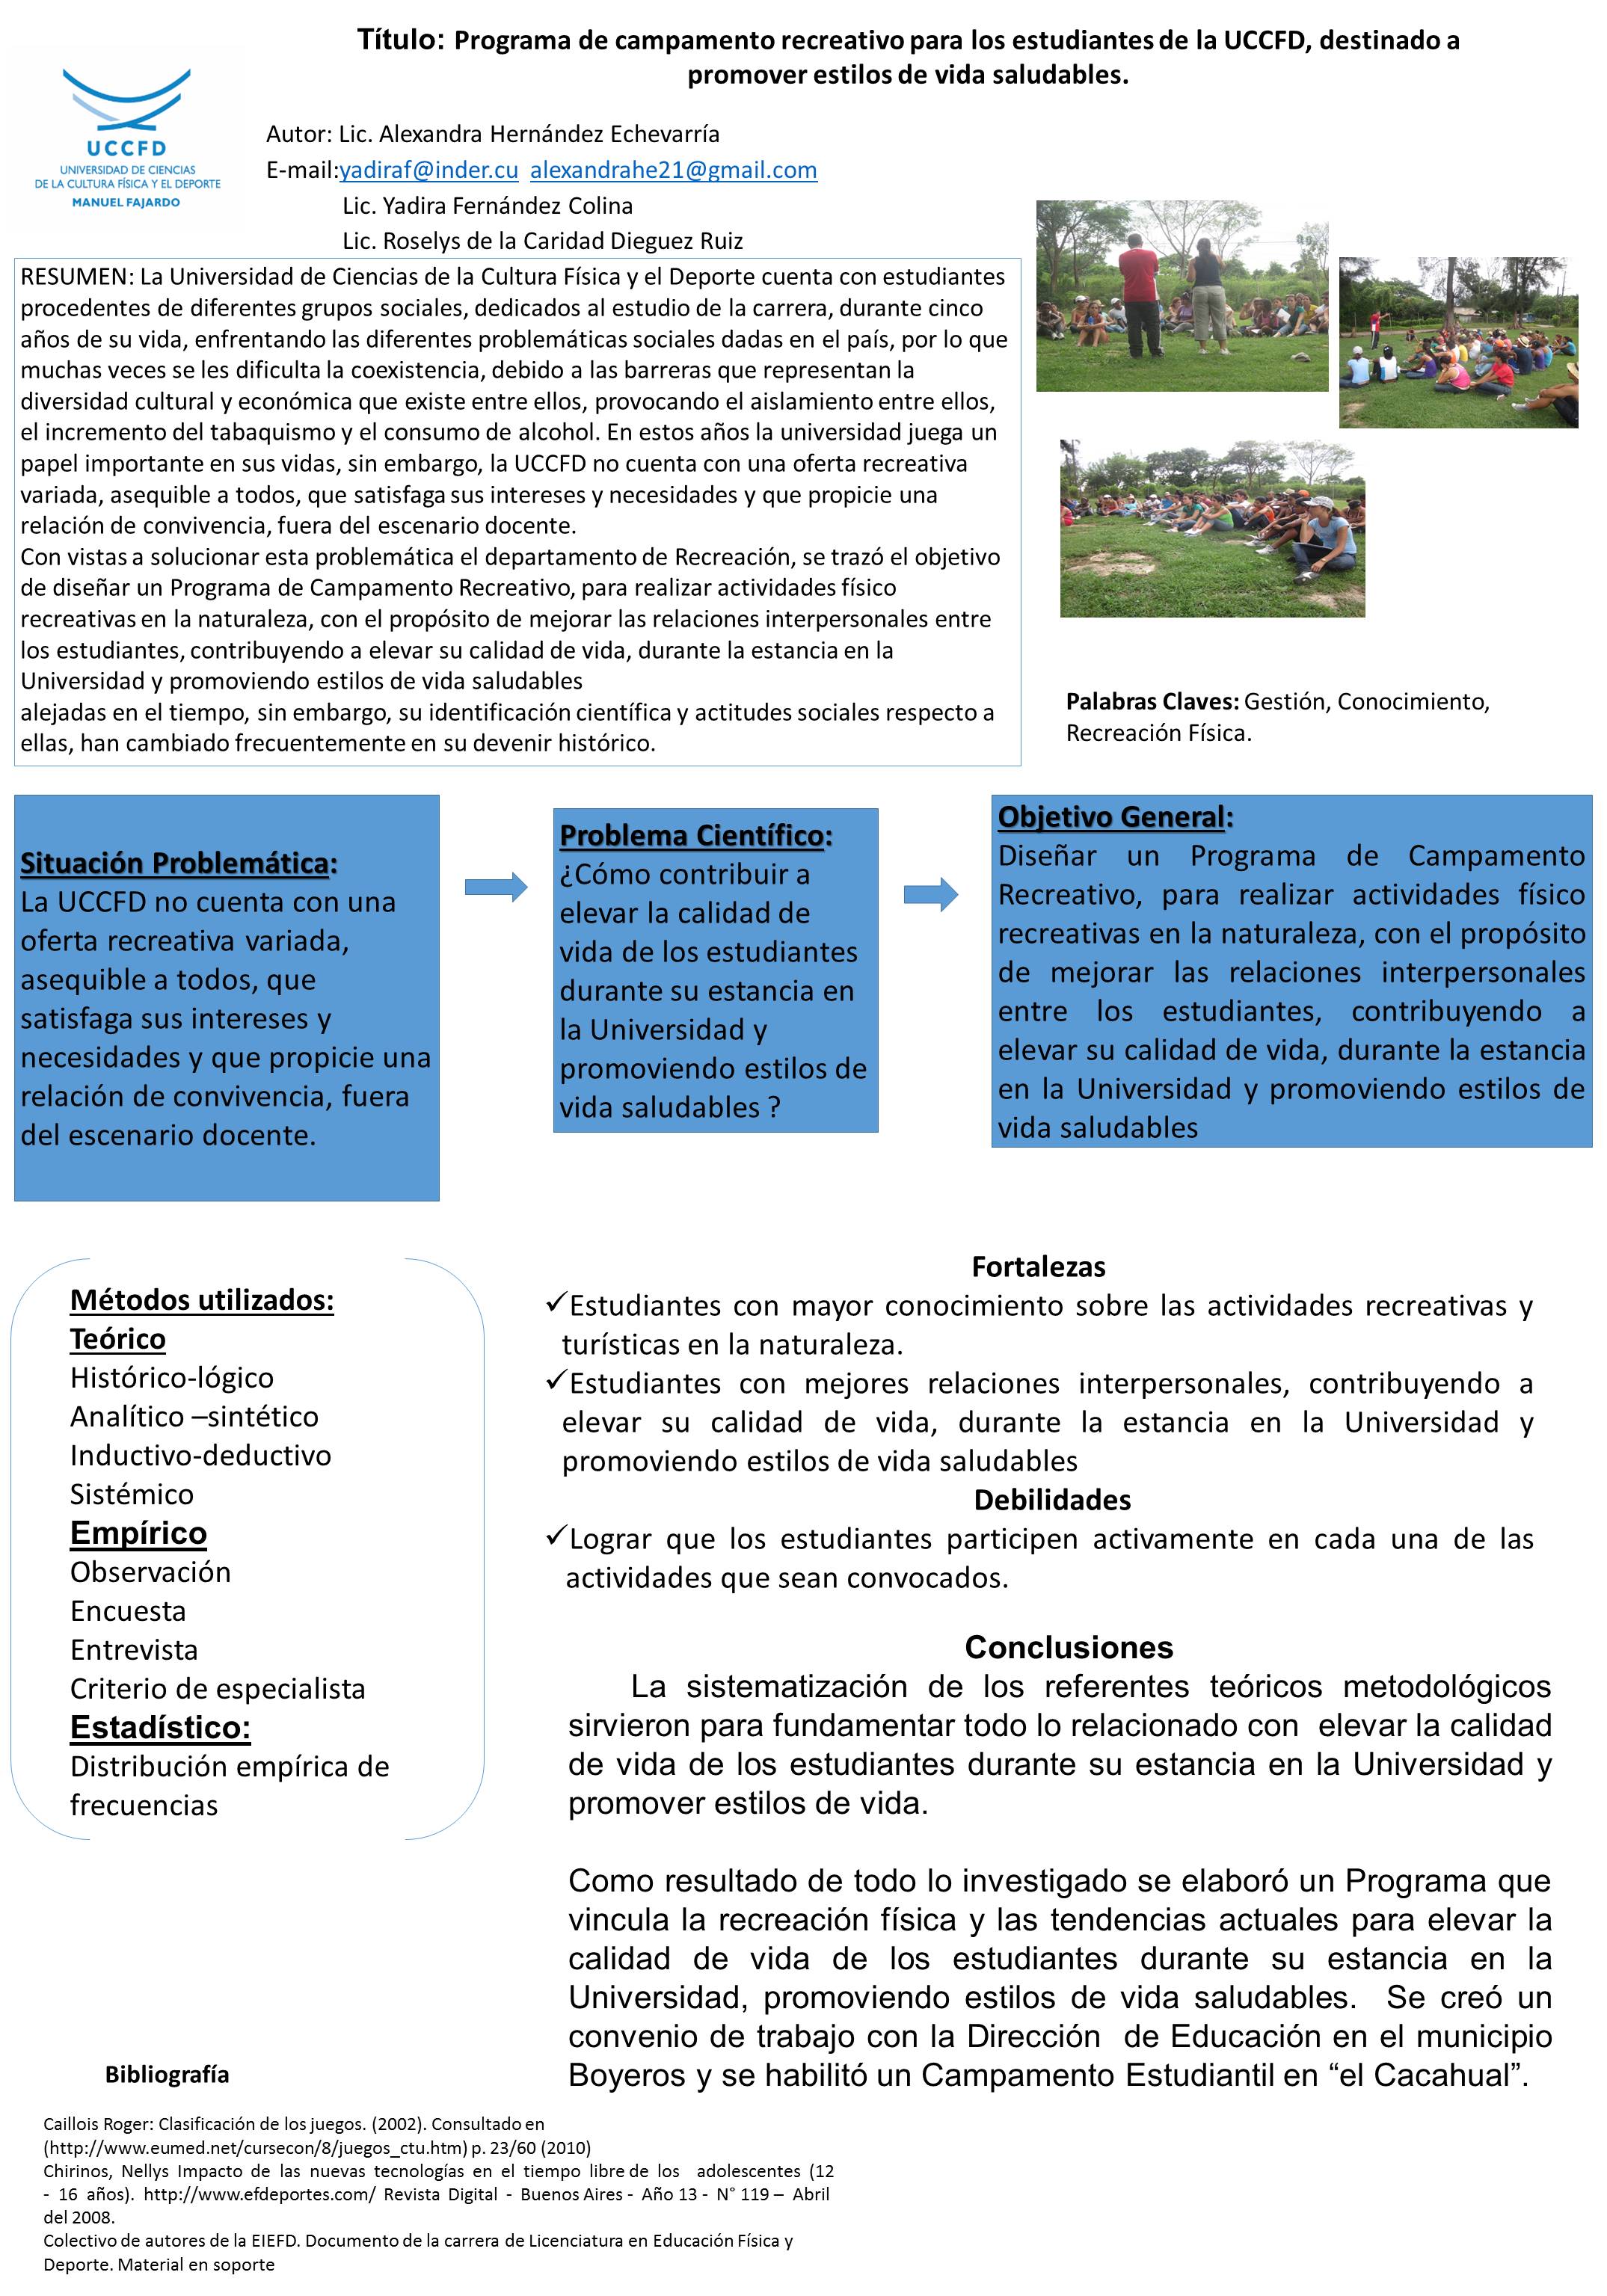 Título: Programa de campamento recreativo para los estudiantes de la UCCFD, destinado a
promover estilos de vida saludables.
UCCFD
UNIVERSIDAD DE CIENCIAS
DE LA CULTURA FÍSICA Y EL DEPORTE
MANUEL FAJARDO
Autor: Lic. Alexandra Hernández Echevarría
E-mail:yadiraf@inder.cu alexandrahe21@gmail.com
Lic. Yadira Fernández Colina
Lic. Roselys de la Caridad Dieguez Ruiz
RESUMEN: La Universidad de Ciencias de la Cultura Física y el Deporte cuenta con estudiantes
procedentes de diferentes grupos sociales, dedicados al estudio de la carrera, durante cinco
años de su vida, enfrentando las diferentes problemáticas sociales dadas en el país, por lo que
muchas veces se les dificulta la coexistencia, debido a las barreras que representan la
diversidad cultural y económica que existe entre ellos, provocando el aislamiento entre ellos,
el incremento del tabaquismo y el consumo de alcohol. En estos años la universidad juega un
papel importante en sus vidas, sin embargo, la UCCFD no cuenta con una oferta recreativa
variada, asequible a todos, que satisfaga sus intereses y necesidades y que propicie una
relación de convivencia, fuera del escenario docente.
Con vistas a solucionar esta problemática el departamento de Recreación, se trazó el objetivo
de diseñar un Programa de Campamento Recreativo, para realizar actividades físico
recreativas en la naturaleza, con el propósito de mejorar las relaciones interpersonales entre
los estudiantes, contribuyendo a elevar su calidad de vida, durante la estancia en la
Universidad y promoviendo estilos de vida saludables
alejadas en el tiempo, sin embargo, su identificación científica y actitudes sociales respecto a
ellas, han cambiado frecuentemente en su devenir histórico.
Palabras Claves: Gestión, Conocimiento,
Recreación Física.
Situación Problemática:
La UCCFD no cuenta con una
oferta recreativa variada,
asequible a todos, que
satisfaga sus intereses y
necesidades y que propicie una
relación de convivencia, fuera
del escenario docente.
Problema Científico:
¿Cómo contribuir a
elevar la calidad de
vida de los estudiantes
durante su estancia en
la Universidad y
promoviendo estilos de
vida saludables ?
Objetivo General:
Diseñar un Programa de Campamento
Recreativo, para realizar actividades físico
recreativas en la naturaleza, con el propósito
de mejorar las relaciones interpersonales
entre los estudiantes, contribuyendo a
elevar su calidad de vida, durante la estancia
en la Universidad y promoviendo estilos de
vida saludables
Métodos utilizados:
Teórico
Histórico-lógico
Analítico –sintético
Inductivo-deductivo
Sistémico
Empírico
Observación
Encuesta
Entrevista
Criterio de especialista
Estadístico:
Distribución empírica de
frecuencias
Fortalezas
✓Estudiantes con mayor conocimiento sobre las actividades recreativas y
turísticas en la naturaleza.
✓Estudiantes con mejores relaciones interpersonales, contribuyendo a
elevar su calidad de vida, durante la estancia en la Universidad y
promoviendo estilos de vida saludables
Debilidades
✓Lograr que los estudiantes participen activamente en cada una de las
actividades que sean convocados.
Conclusiones
La sistematización de los referentes teóricos metodológicos
sirvieron para fundamentar todo lo relacionado con elevar la calidad
de vida de los estudiantes durante su estancia en la Universidad y
promover estilos de vida.
Como resultado de todo lo investigado se elaboró un Programa que
vincula la recreación física y las tendencias actuales para elevar la
calidad de vida de los estudiantes durante su estancia en la
Universidad, promoviendo estilos de vida saludables. Se creó un
convenio de trabajo con la Dirección de Educación en el municipio
Boyeros y se habilitó un Campamento Estudiantil en “el Cacahual”.
Bibliografía
Caillois Roger: Clasificación de los juegos. (2002). Consultado en
(http://www.eumed.net/cursecon/8/juegos_ctu.htm) p. 23/60 (2010)
Chirinos, Nellys Impacto de las nuevas tecnologías en el tiempo libre de los adolescentes (12
- 16 años). http://www.efdeportes.com/ Revista Digital - Buenos Aires - Año 13 - N° 119 – Abril
del 2008.
Colectivo de autores de la EIEFD. Documento de la carrera de Licenciatura en Educación Física y
Deporte. Material en soporte